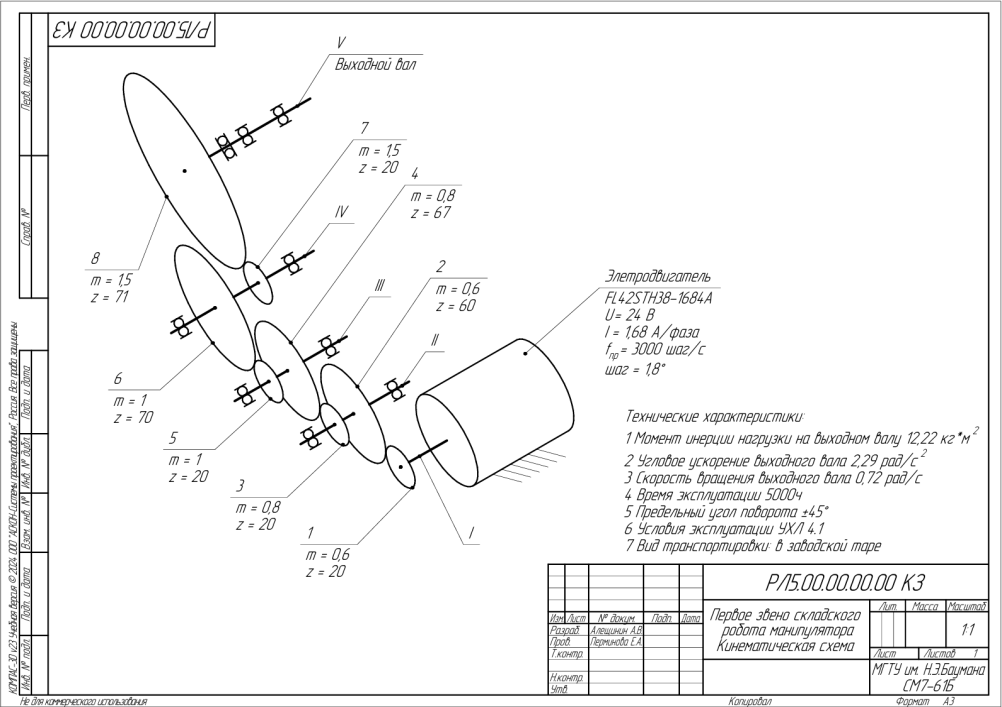 РЛ5.00.00.00.00 КЗ
Перв. примен.
Справ. №
Подп. и дата
Инв. № дубл.
Взам. инв. №
Подп. и дата
Инв. № подл.
КОМПАС-3D v23 Учебная версия © 2024 ООО "АСКОН-Системы проектирования", Россия. Все права защищены.
V
Выходной вал
7
m = 1,5
z = 20
4
m = 0,8
z = 67
IV
8
m = 1,5
z = 71
2
m = 0,6
z = 60
III
II
Элетродвигатель
FL42STH38-1684A
U= 24 В
I = 1,68 А/фаза
fпр = 3000 шаг/с
шаг = 1,8°
6
m = 1
z = 70
5
m = 1
z = 20
3
m = 0,8
z = 20
1
m = 0,6
z = 20
I
Технические характеристики:
1 Момент инерции нагрузки на выходном валу 12,22 кг*м²
2 Угловое ускорение выходного вала 2,29 рад/с²
3 Скорость вращения выходного вала 0,72 рад/с
4 Время эксплуатации 5000ч
5 Предельный угол поворота ±45°
6 Условия эксплуатации УХЛ 4.1
7 Вид транспортировки: в заводской таре
РЛ5.00.00.00.00 КЗ
Изм. Лист № докум. Подп. Дата
Разраб. Алещинин А.В.
Пров. Перминова Е.А.
Т.контр.
Н.контр.
Утв.
Первое звено складского
робота манипулятора
Кинематическая схема
Лит. Масса Масштаб
1:1
Лист Листов 1
МГТУ им. Н.Э.Баумана
СМ7-61Б
Не для коммерческого использования
Копировал
Формат А3